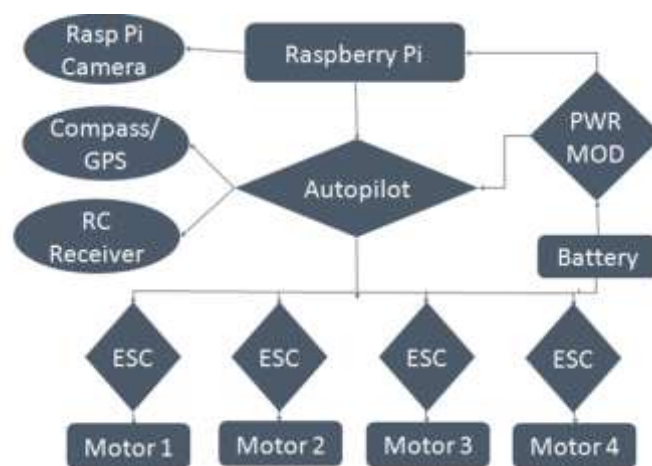 Rasp Pi
Camera
Raspberry Pi
Compass/
GPS
PWR
MOD
Autopilot
RC
Receiver
Battery
ESC
ESC
ESC
ESC
Motor 1
Motor 2
Motor 3
Motor 4